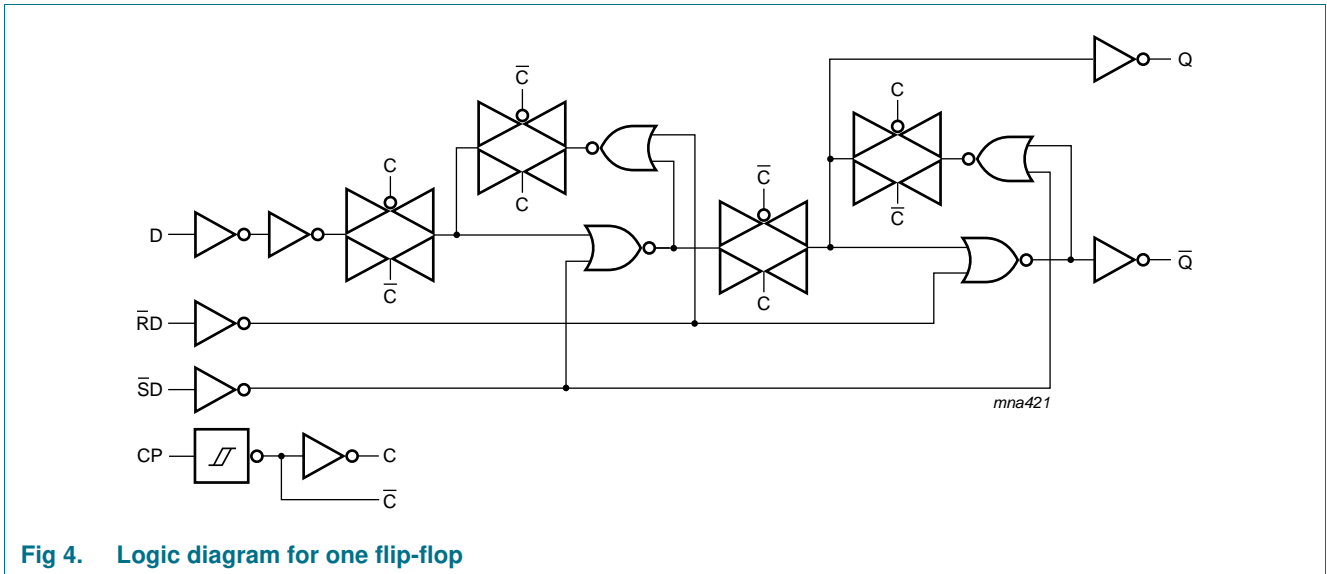 Q
C̅
C
C
C̅
C
D
C
C̅
Q̅
C̅
C
R̅D
S̅D
mna421
CP
C
C̅
Fig 4. Logic diagram for one flip-flop